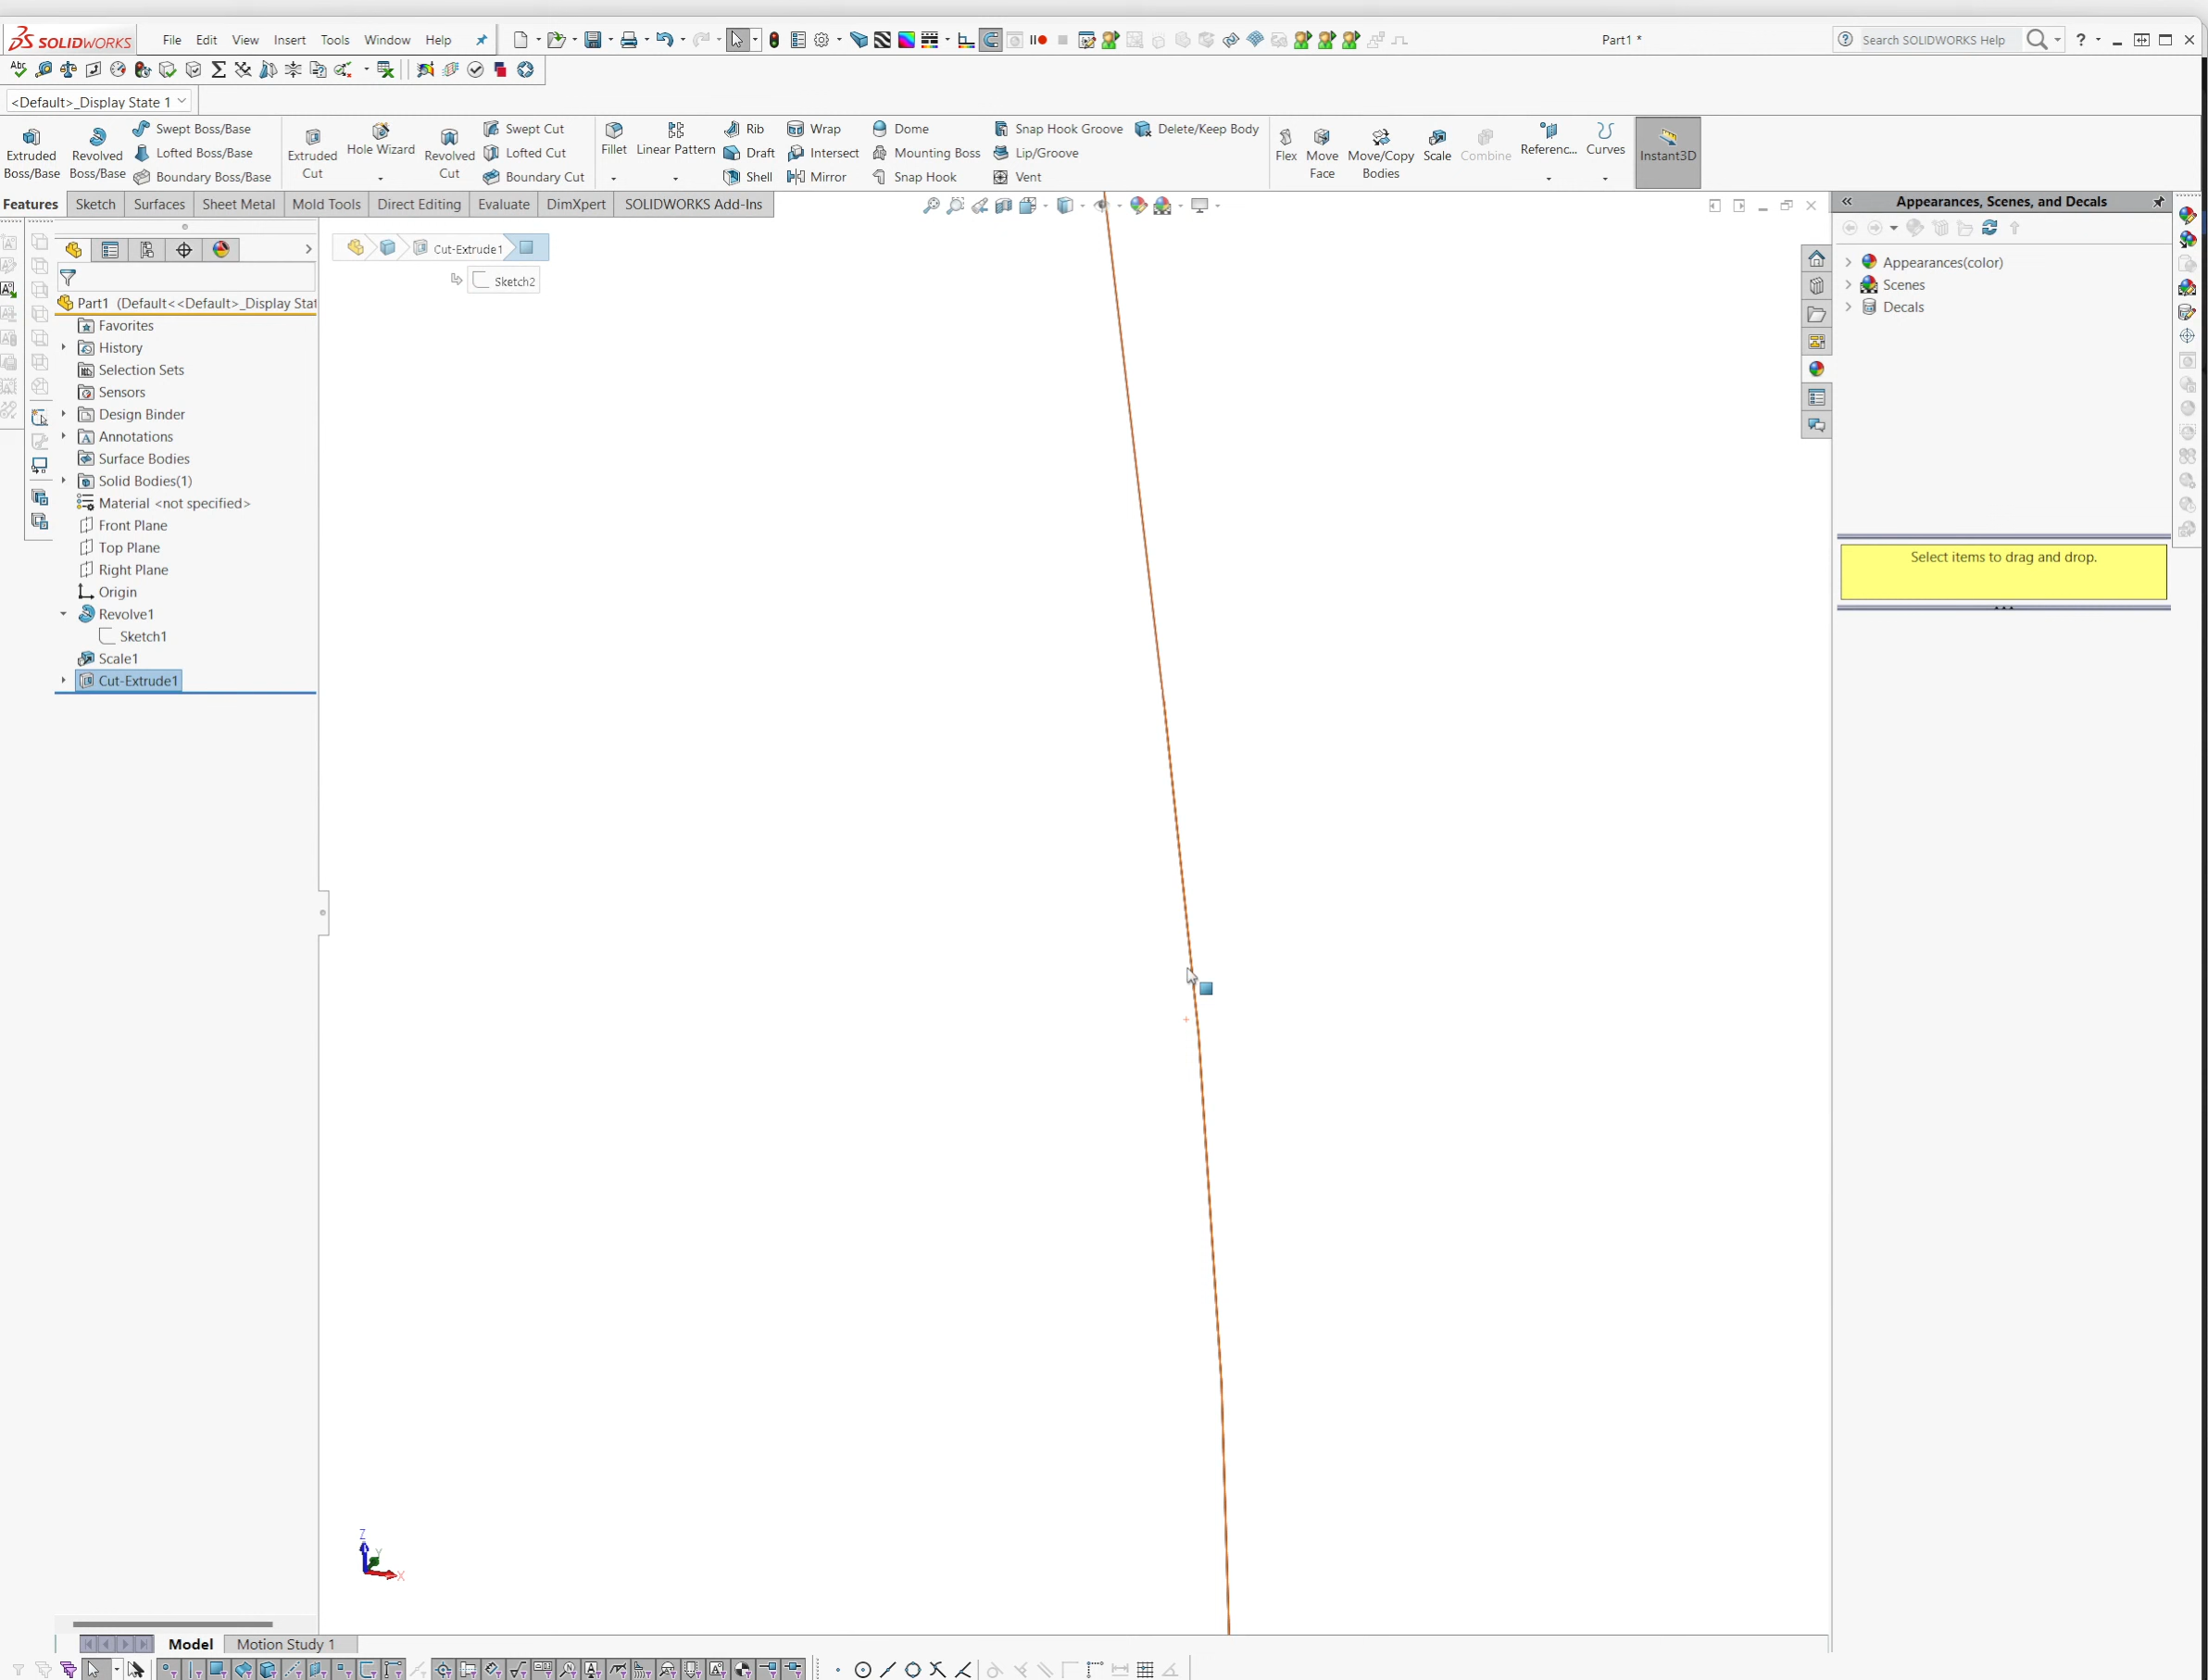 SOLIDWORKS File Edit View Insert Tools Window Help Part1 * Search SOLIDWORKS Help ?
<Default>_Display State 1
Extruded Boss/Base
Revolved Boss/Base
Swept Boss/Base
Lofted Boss/Base
Boundary Boss/Base
Extruded Cut
Hole Wizard
Revolved Cut
Swept Cut
Lofted Cut
Boundary Cut
Fillet
Linear Pattern
Rib
Draft
Shell
Wrap
Intersect
Mirror
Dome
Mounting Boss
Snap Hook
Snap Hook Groove
Lip/Groove
Vent
Delete/Keep Body
Flex
Move Face
Move/Copy Bodies
Scale
Combine
Referenc...
Curves
Instant3D
Features Sketch Surfaces Sheet Metal Mold Tools Direct Editing Evaluate DimXpert SOLIDWORKS Add-Ins
Cut-Extrude1
Sketch2
Part1 (Default<<Default>_Display Stat
Favorites
History
Selection Sets
Sensors
Design Binder
Annotations
Surface Bodies
Solid Bodies(1)
Material <not specified>
Front Plane
Top Plane
Right Plane
Origin
Revolve1
Sketch1
Scale1
Cut-Extrude1
Appearances, Scenes, and Decals
Appearances(color)
Scenes
Decals
Select items to drag and drop.
Z
Y
X
Model Motion Study 1